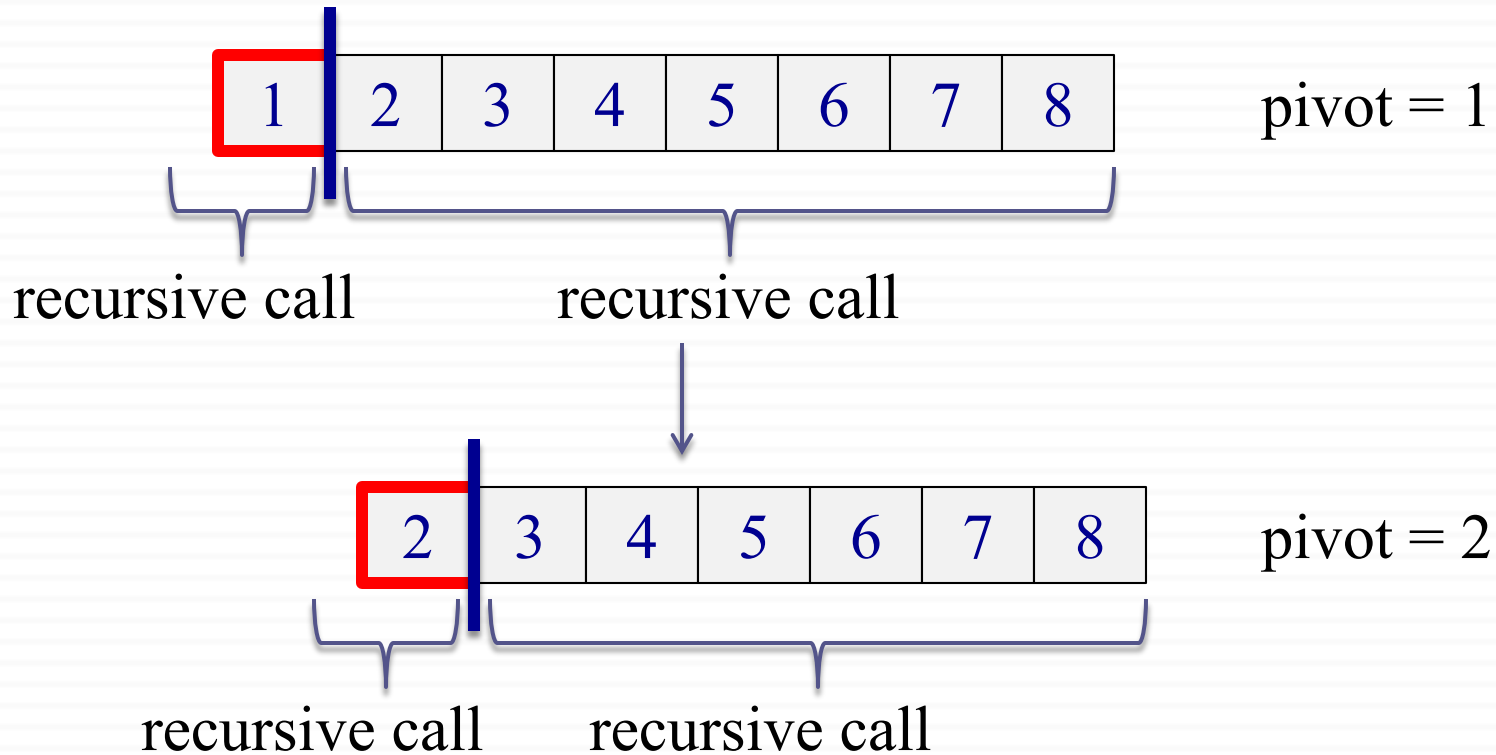 1 2 3 4 5 6 7 8 pivot = 1
recursive call recursive call
2 3 4 5 6 7 8 pivot = 2
recursive call recursive call